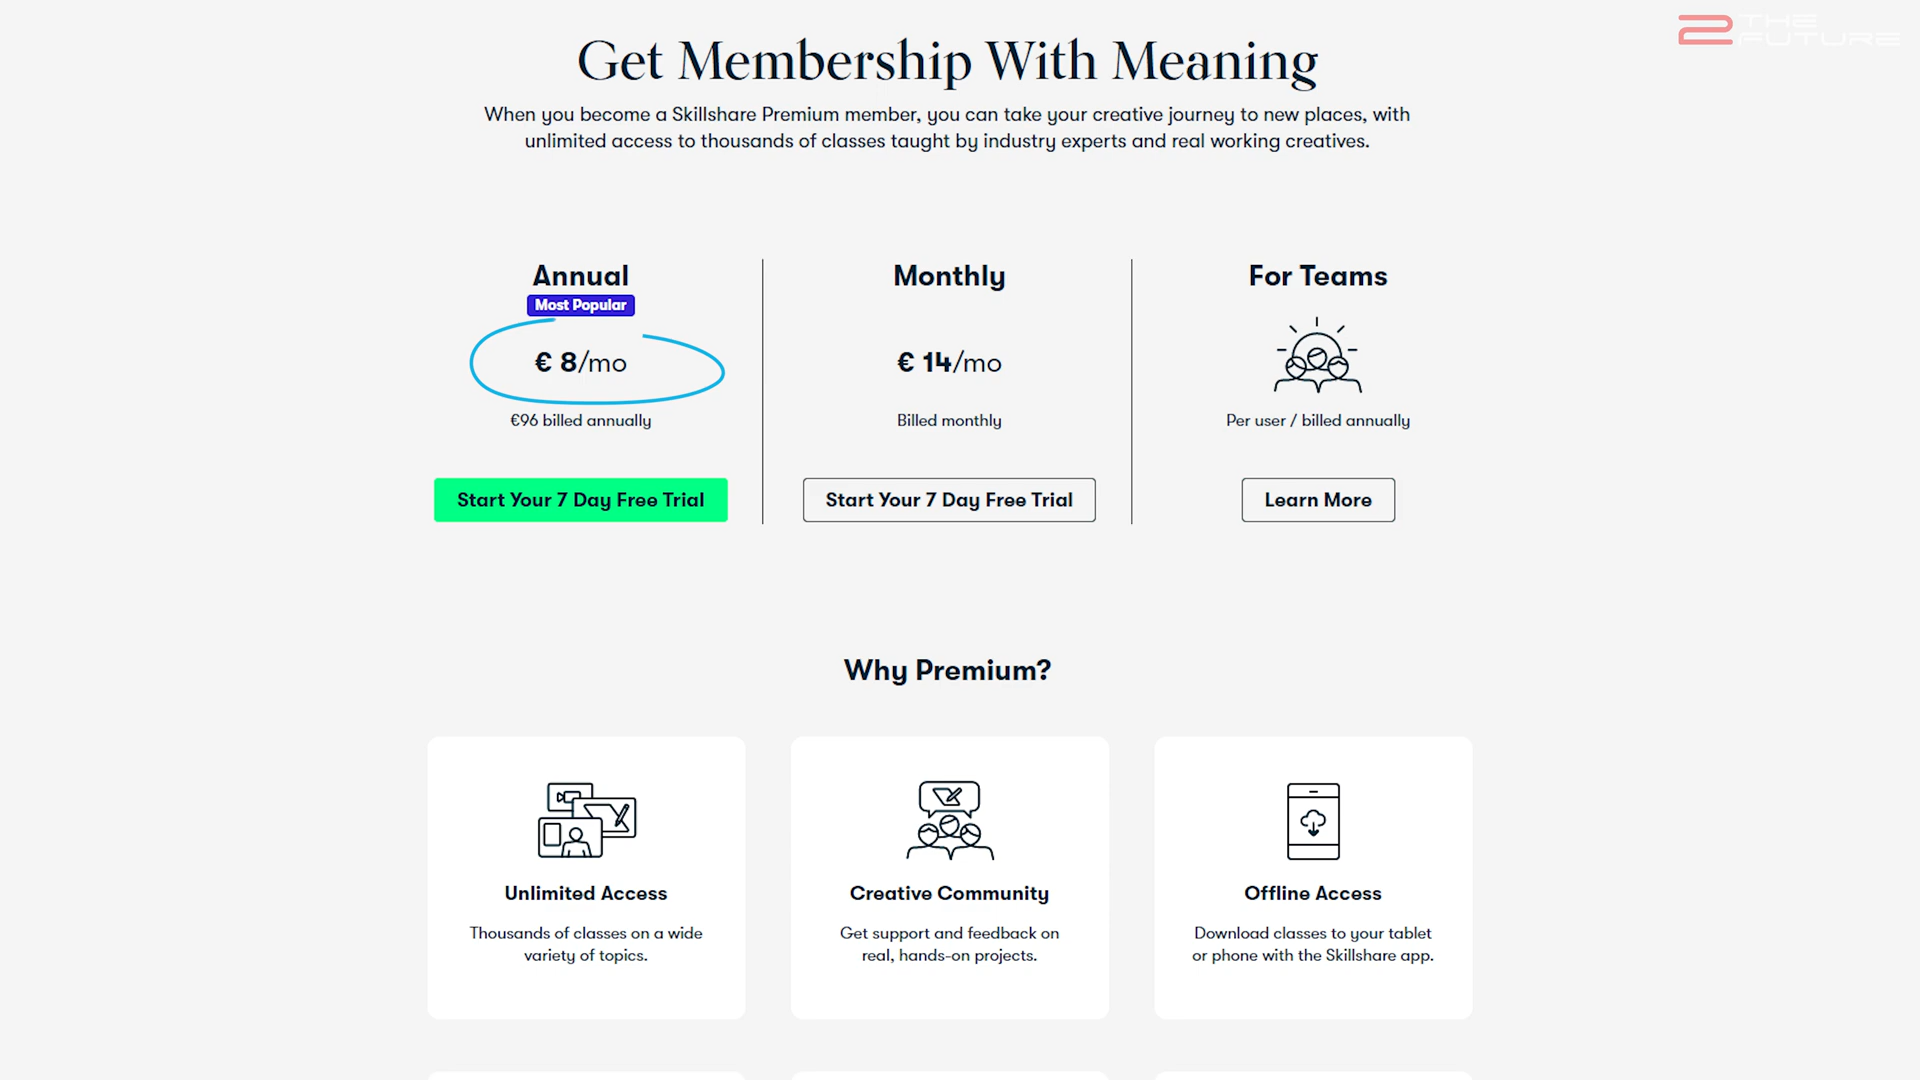 2 THE FUTURE
Get Membership With Meaning
When you become a Skillshare Premium member, you can take your creative journey to new places, with
unlimited access to thousands of classes taught by industry experts and real working creatives.
Annual
Most Popular
€ 8/mo
€96 billed annually
Start Your 7 Day Free Trial
Monthly
€ 14/mo
Billed monthly
Start Your 7 Day Free Trial
For Teams
Per user / billed annually
Learn More
Why Premium?
Unlimited Access
Thousands of classes on a wide
variety of topics.
Creative Community
Get support and feedback on
real, hands-on projects.
Offline Access
Download classes to your tablet
or phone with the Skillshare app.